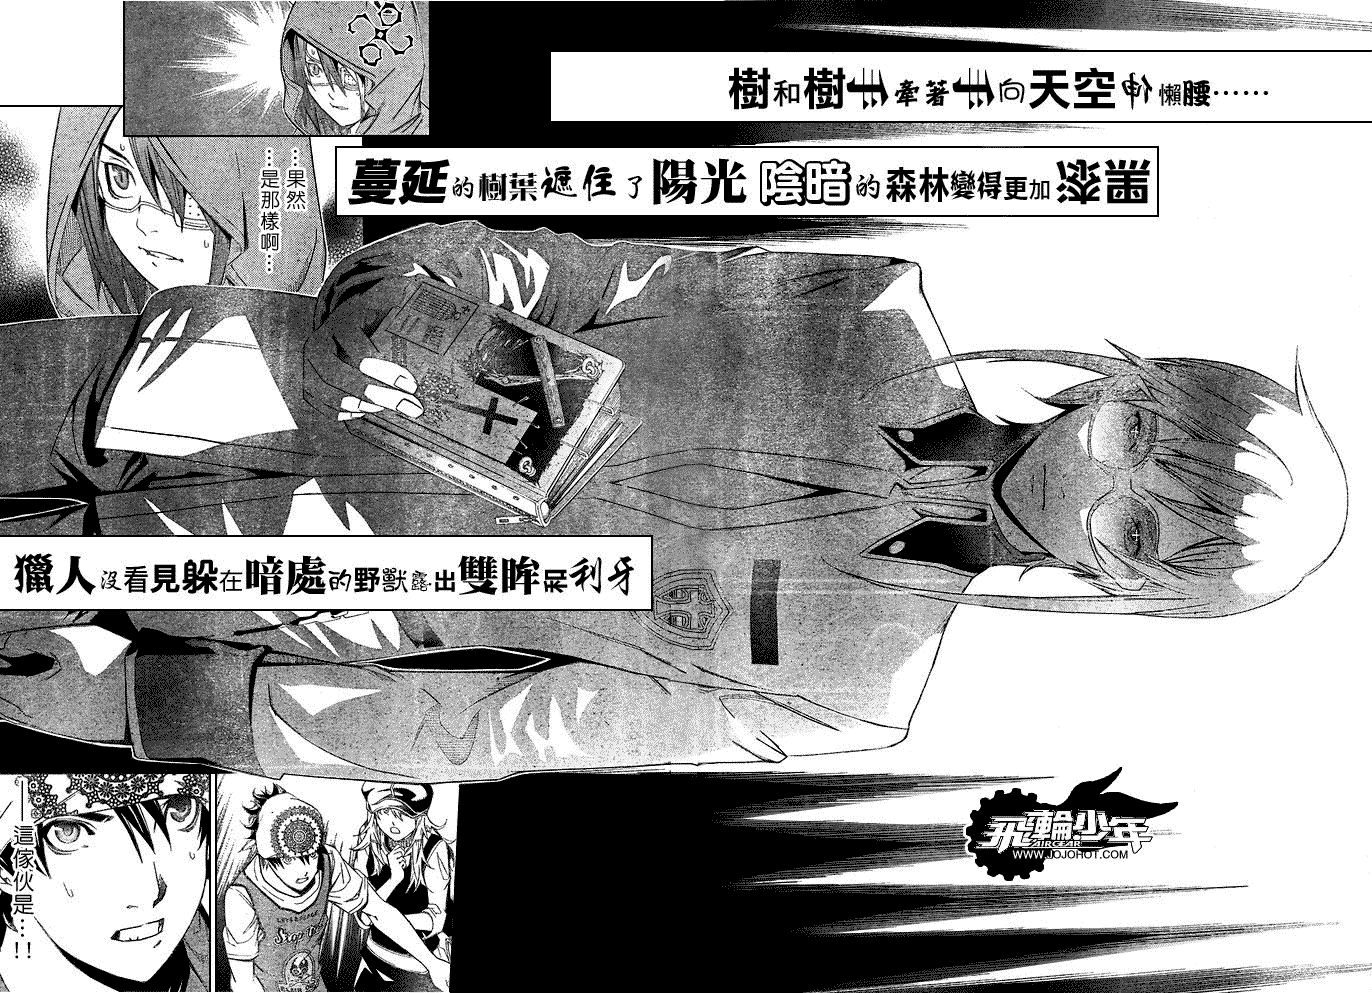 樹和樹手牽著手向天空伸懶腰……
蔓延的樹葉遮住了陽光 陰暗的森林變得更加漆黑
…果然
…是那樣啊…
獵人沒看見躲在暗處的野獸露出雙眸和利牙
——這傢伙是…!!
飛輪少年
AIR GEAR
WWW.JOJOHOT.COM